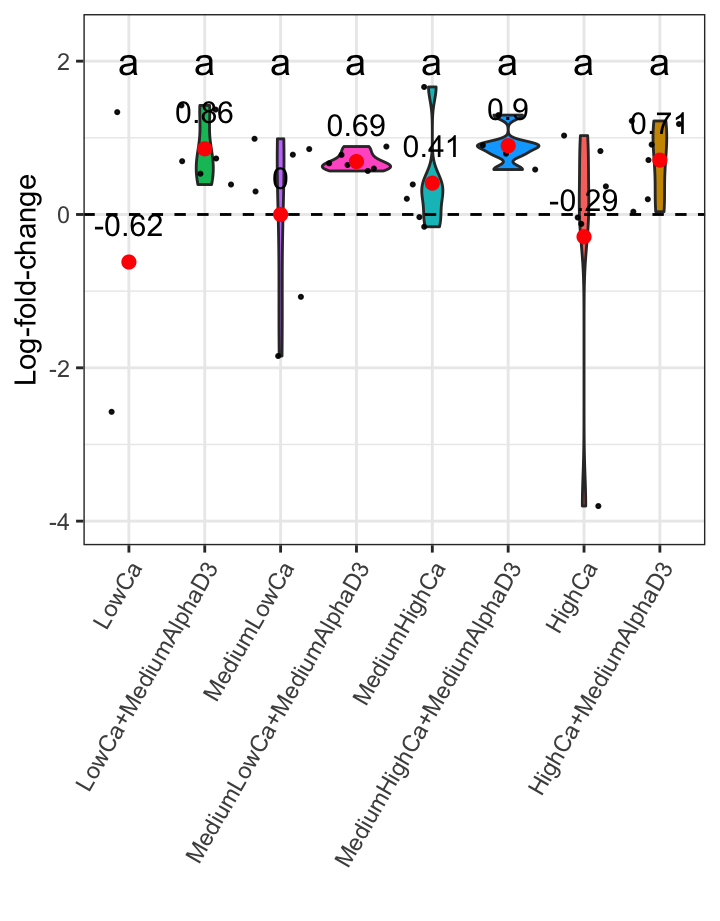 2
0
-2
-4
Log-fold-change
a a a a a a a a
-0.62
0.86
0
0.69
0.41
0.9
-0.29
0.71
LowCa
LowCa+MediumAlphaD3
MediumLowCa
MediumLowCa+MediumAlphaD3
MediumHighCa
MediumHighCa+MediumAlphaD3
HighCa
HighCa+MediumAlphaD3